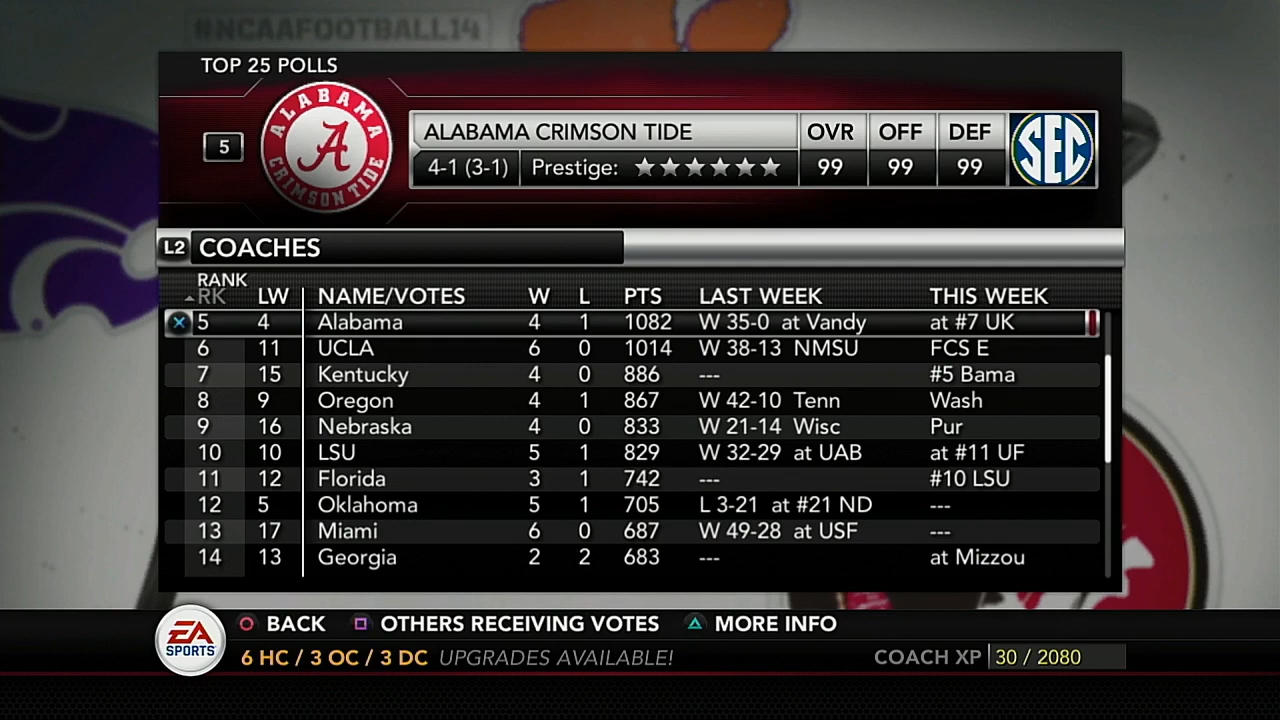 #NCAAFOOTBALL14
TOP 25 POLLS
5
ALABAMA
A
CRIMSON TIDE
ALABAMA CRIMSON TIDE OVR OFF DEF
4-1 (3-1) Prestige: 99 99 99
SEC
L2 COACHES
RANK
RK LW NAME/VOTES W L PTS LAST WEEK THIS WEEK
5 4 Alabama 4 1 1082 W 35-0 at Vandy at #7 UK
6 11 UCLA 6 0 1014 W 38-13 NMSU FCS E
7 15 Kentucky 4 0 886 --- #5 Bama
8 9 Oregon 4 1 867 W 42-10 Tenn Wash
9 16 Nebraska 4 0 833 W 21-14 Wisc Pur
10 10 LSU 5 1 829 W 32-29 at UAB at #11 UF
11 12 Florida 3 1 742 --- #10 LSU
12 5 Oklahoma 5 1 705 L 3-21 at #21 ND ---
13 17 Miami 6 0 687 W 49-28 at USF ---
14 13 Georgia 2 2 683 --- at Mizzou
EA
SPORTS
BACK OTHERS RECEIVING VOTES MORE INFO
6 HC / 3 OC / 3 DC UPGRADES AVAILABLE! COACH XP 30 / 2080